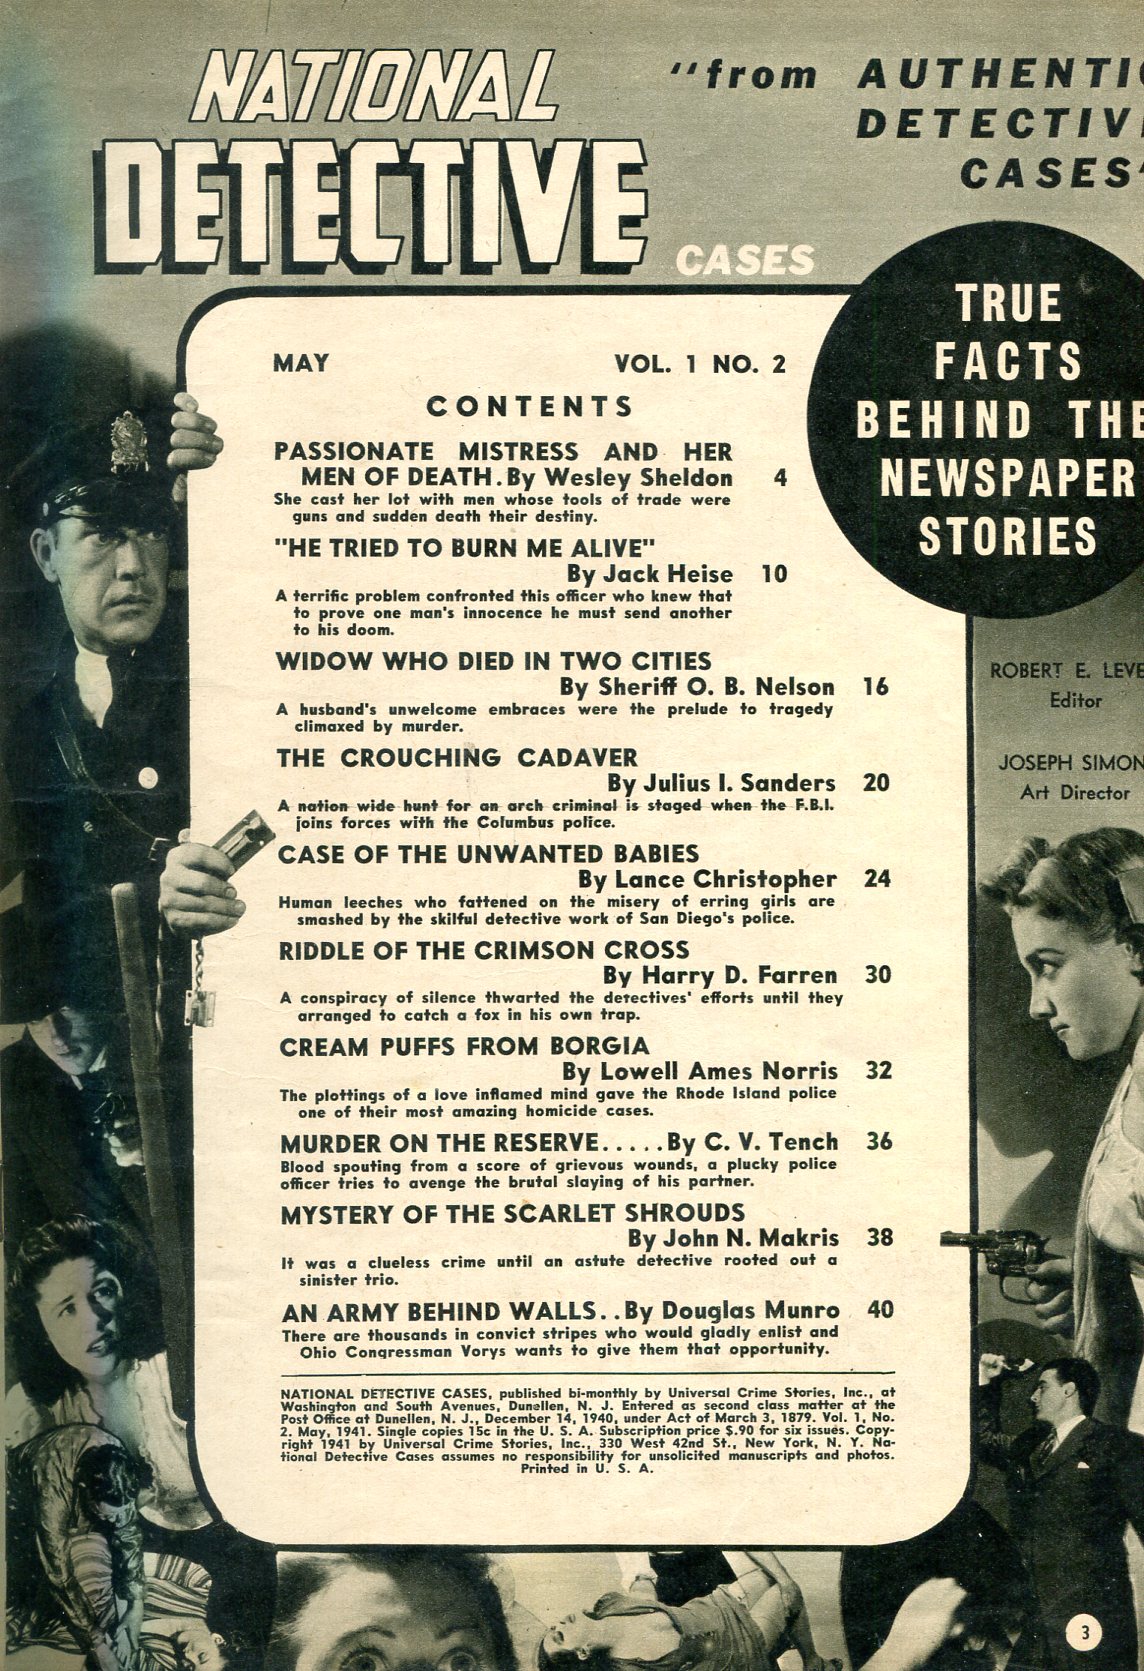 NATIONAL
DETECTIVE
CASES
"from AUTHENTIC
DETECTIVE
CASES"
TRUE
FACTS
BEHIND THE
NEWSPAPER
STORIES
MAY VOL. 1 NO. 2
CONTENTS
PASSIONATE MISTRESS AND HER
MEN OF DEATH. By Wesley Sheldon 4
She cast her lot with men whose tools of trade were
guns and sudden death their destiny.
"HE TRIED TO BURN ME ALIVE"
By Jack Heise 10
A terrific problem confronted this officer who knew that
to prove one man's innocence he must send another
to his doom.
WIDOW WHO DIED IN TWO CITIES
By Sheriff O. B. Nelson 16
A husband's unwelcome embraces were the prelude to tragedy
climaxed by murder.
THE CROUCHING CADAVER
By Julius I. Sanders 20
A nation wide hunt for an arch criminal is staged when the F.B.I.
joins forces with the Columbus police.
CASE OF THE UNWANTED BABIES
By Lance Christopher 24
Human leeches who fattened on the misery of erring girls are
smashed by the skilful detective work of San Diego's police.
RIDDLE OF THE CRIMSON CROSS
By Harry D. Farren 30
A conspiracy of silence thwarted the detectives' efforts until they
arranged to catch a fox in his own trap.
CREAM PUFFS FROM BORGIA
By Lowell Ames Norris 32
The plottings of a love inflamed mind gave the Rhode Island police
one of their most amazing homicide cases.
MURDER ON THE RESERVE.....By C. V. Tench 36
Blood spouting from a score of grievous wounds, a plucky police
officer tries to avenge the brutal slaying of his partner.
MYSTERY OF THE SCARLET SHROUDS
By John N. Makris 38
It was a clueless crime until an astute detective rooted out a
sinister trio.
AN ARMY BEHIND WALLS..By Douglas Munro 40
There are thousands in convict stripes who would gladly enlist and
Ohio Congressman Vorys wants to give them that opportunity.
NATIONAL DETECTIVE CASES, published bi-monthly by Universal Crime Stories, Inc., at
Washington and South Avenues, Dunellen, N. J. Entered as second class matter at the
Post Office at Dunellen, N. J., December 14, 1940, under Act of March 3, 1879. Vol. 1, No.
2. May, 1941. Single copies 15c in the U. S. A. Subscription price $.90 for six issues. Copy-
right 1941 by Universal Crime Stories, Inc., 330 West 42nd St., New York, N. Y. Na-
tional Detective Cases assumes no responsibility for unsolicited manuscripts and photos.
Printed in U. S. A.
ROBERT E. LEVE
Editor
JOSEPH SIMON
Art Director
3